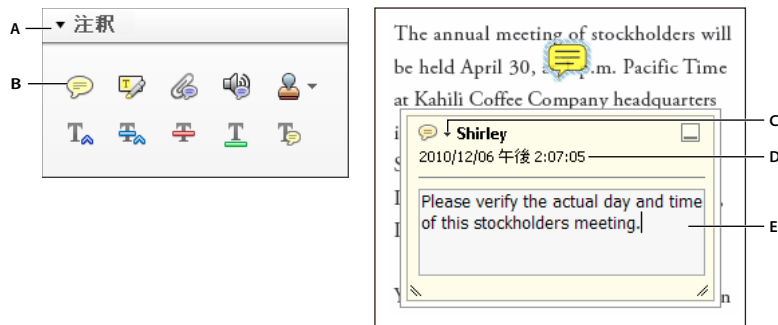 A
▼ 注釈
B
The annual meeting of stockholders will
be held April 30, p.m. Pacific Time
at Kahili Coffee Company headquarters
C
Shirley
2010/12/06 午後 2:07:05
D
Please verify the actual day and time
of this stockholders meeting.
E